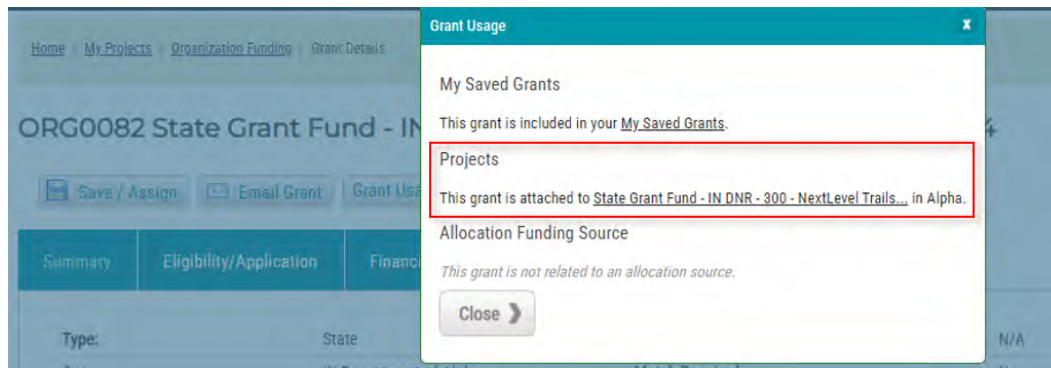 Grant Usage x
Home My Projects Organization Funding Grant Details
My Saved Grants
This grant is included in your My Saved Grants.
ORG0082 State Grant Fund - IN
Projects
Save / Assign Email Grant Grant Usa
This grant is attached to State Grant Fund - IN DNR - 300 - NextLevel Trails... in Alpha.
Allocation Funding Source
Summary Eligibility/Application Financi
This grant is not related to an allocation source.
Close
Type: State N/A